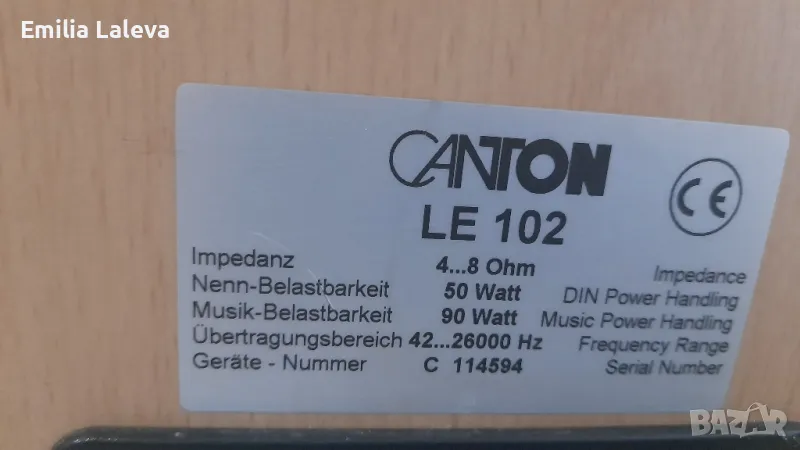 Emilia Laleva
CANTON
CE
LE 102
Impedanz 4...8 Ohm Impedance
Nenn-Belastbarkeit 50 Watt DIN Power Handling
Musik-Belastbarkeit 90 Watt Music Power Handling
Übertragungsbereich 42...26000 Hz Frequency Range
Geräte - Nummer C 114594 Serial Number
BAZAR